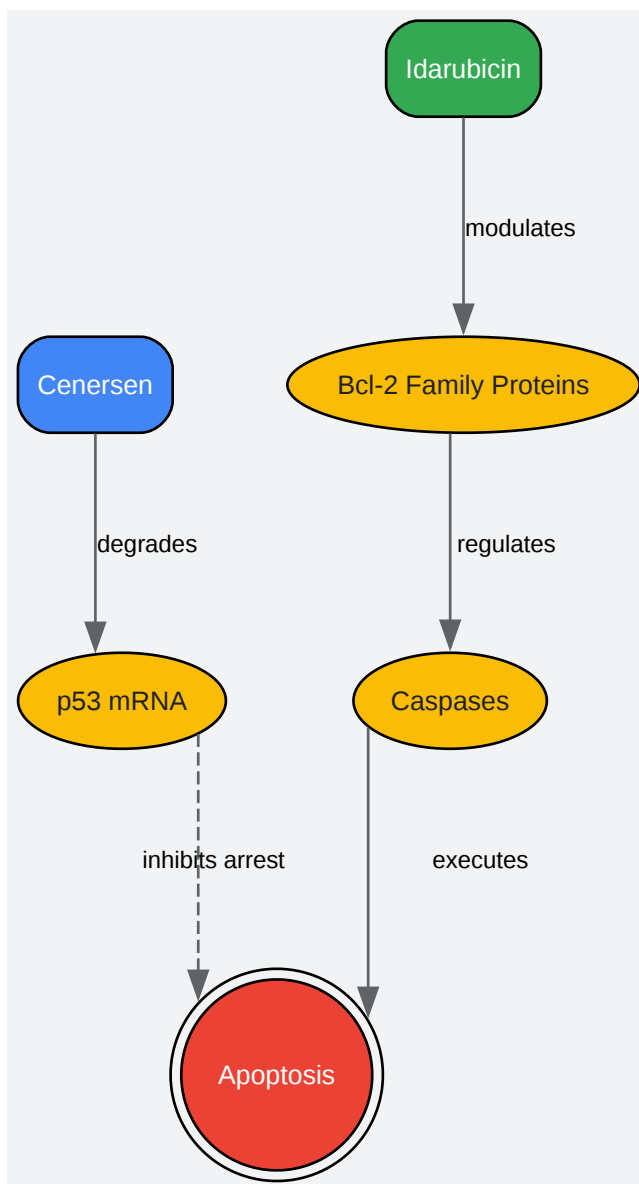 Idarubicin
modulates
Cenersen
Bcl-2 Family Proteins
degrades
regulates
p53 mRNA
Caspases
inhibits arrest
executes
Apoptosis